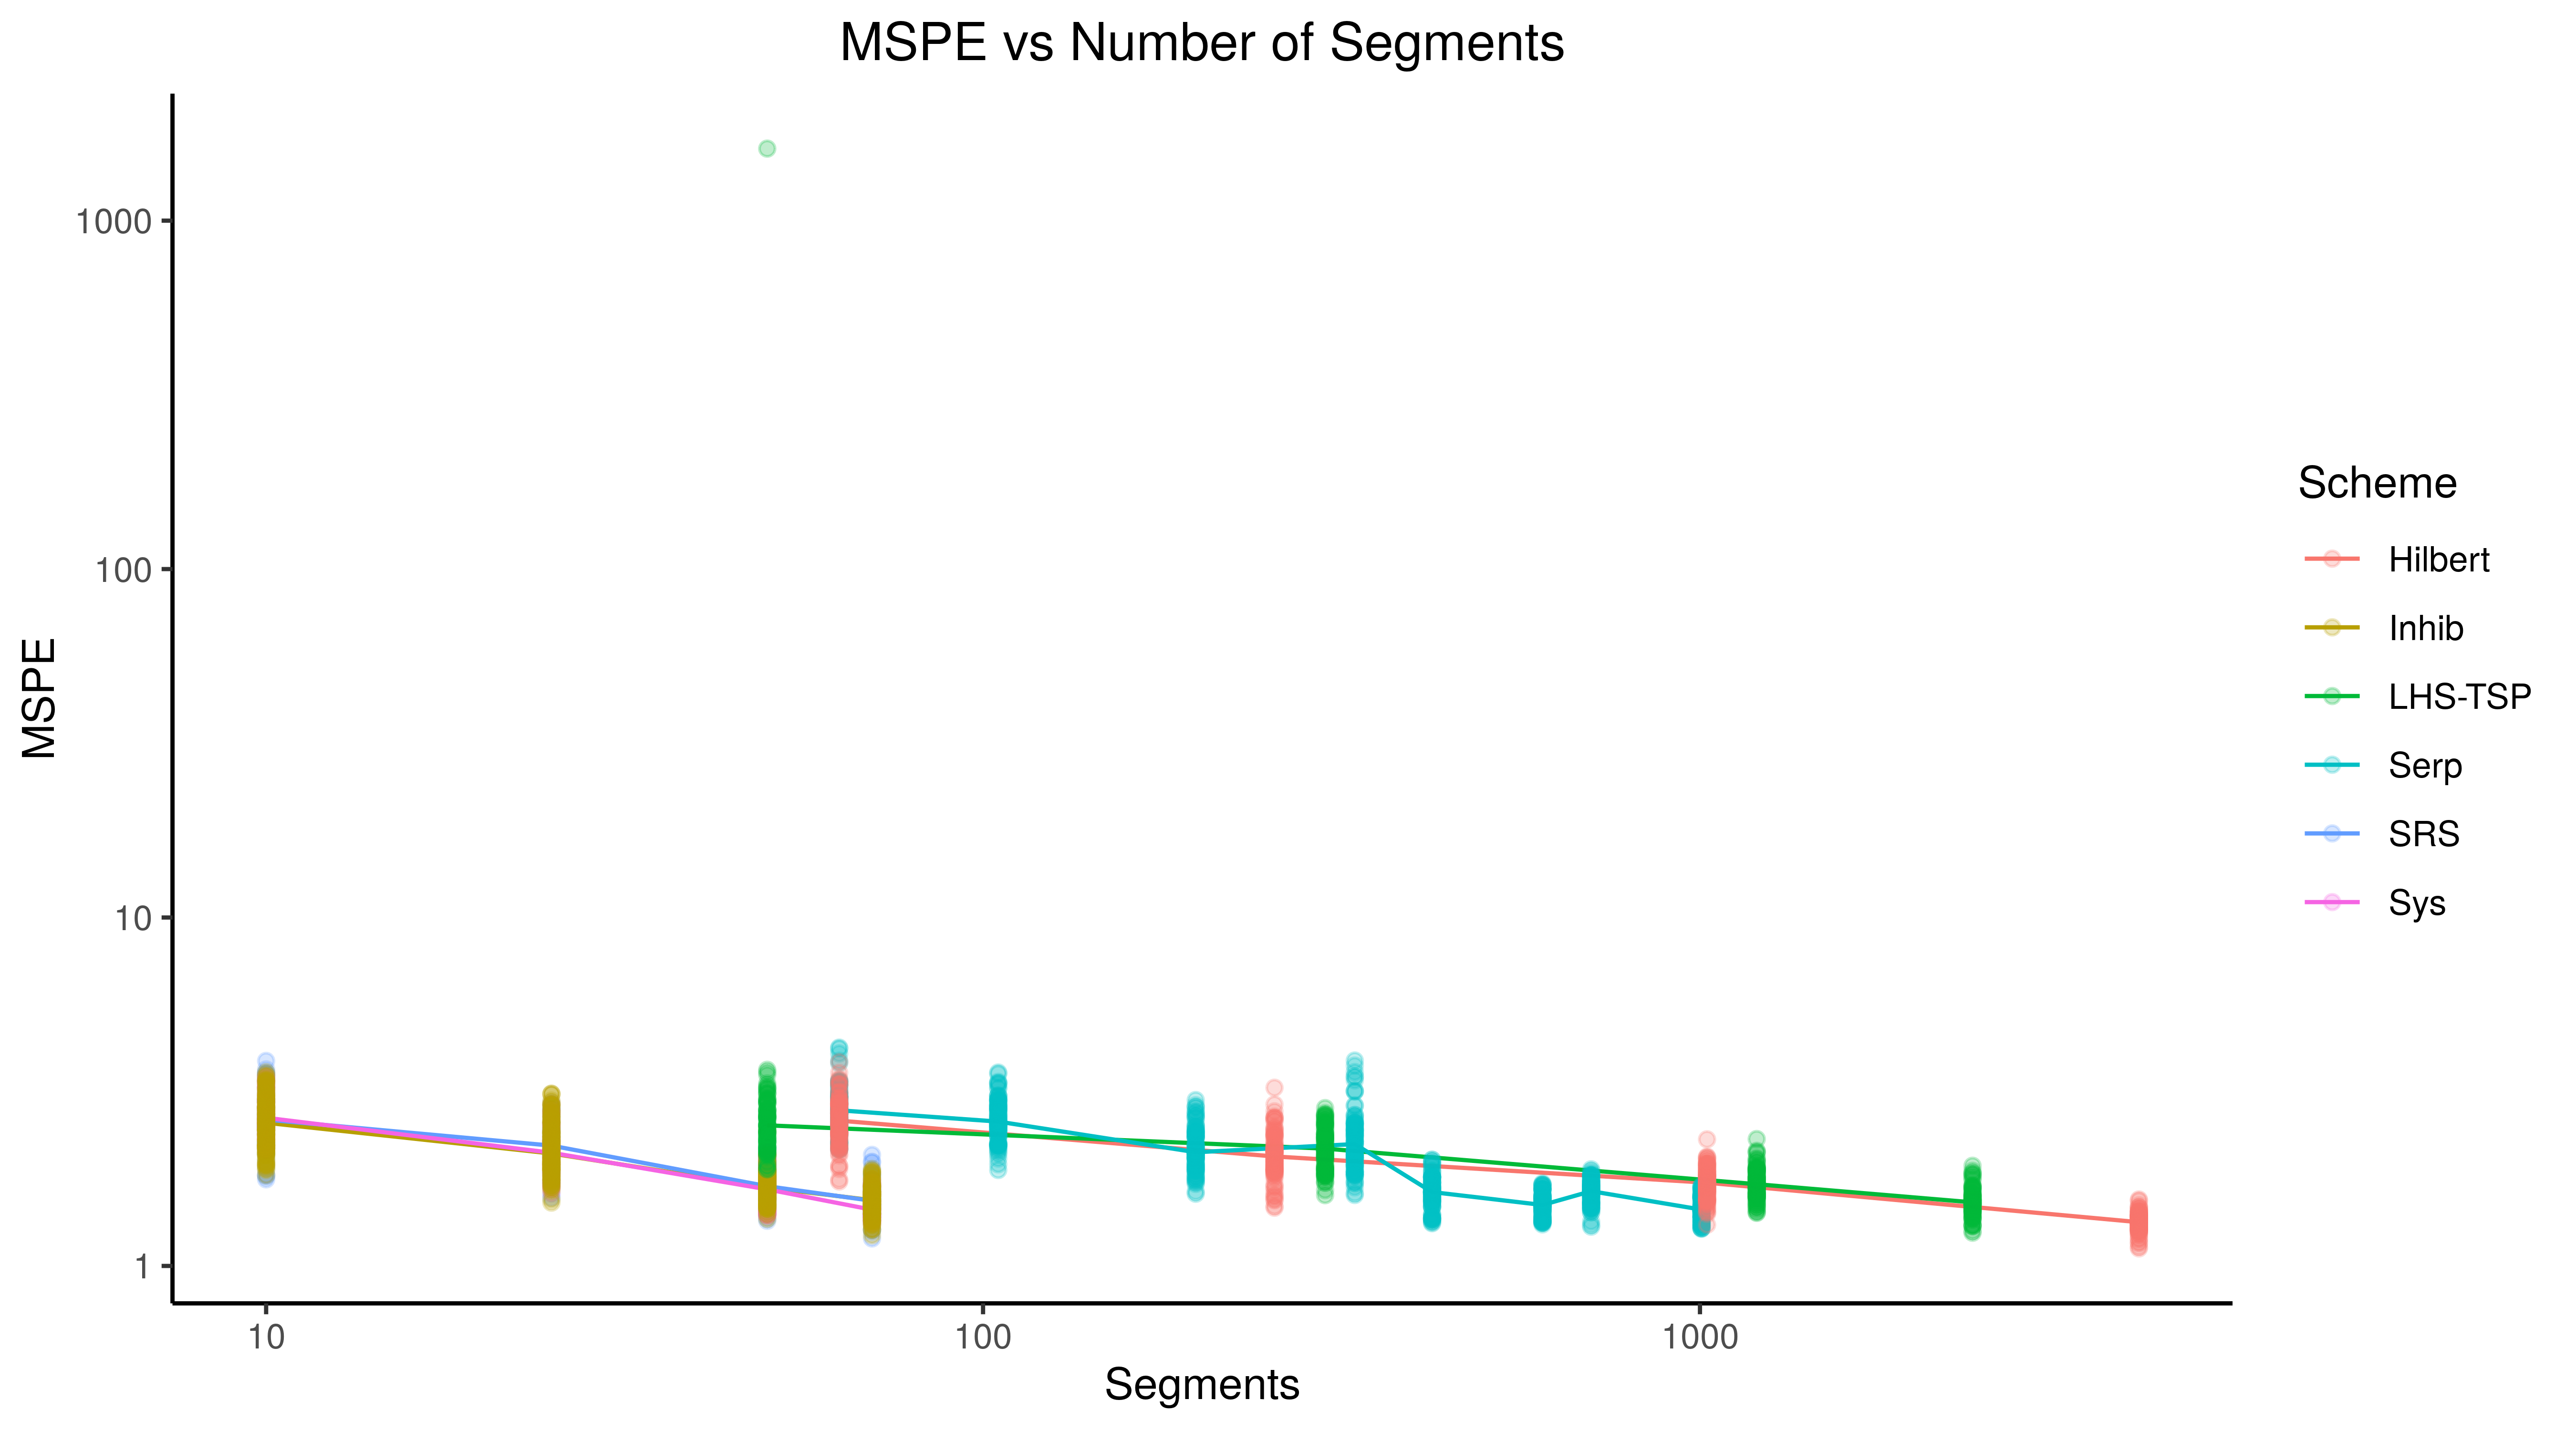 MSPE vs Number of Segments
1000
100
10
1
MSPE
10
100
1000
Segments
Scheme
Hilbert
Inhib
LHS-TSP
Serp
SRS
Sys